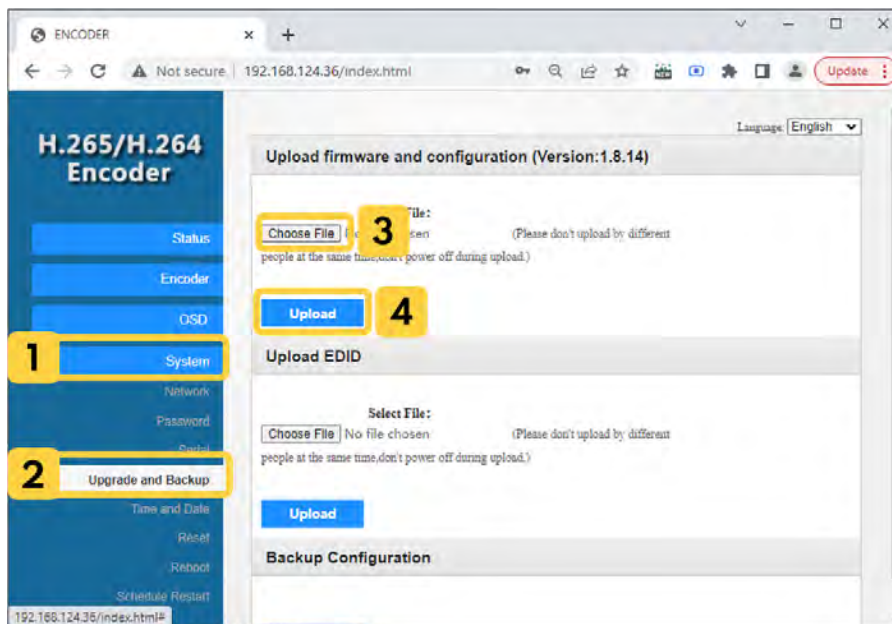 ENCODER
Not secure
192.168.124.36/index.html
Update
Language: English
H.265/H.264
Encoder
Status
Encoder
OSD
1
System
Network
Password
Serial
2
Upgrade and Backup
Time and Date
Reset
Reboot
Schedule Restart
192.168.124.36/index.html#
Upload firmware and configuration (Version:1.8.14)
File:
Choose File
3
(Please don't upload by different
people at the same time,don't power off during upload.)
Upload
4
Upload EDID
Select File:
Choose File No file chosen (Please don't upload by different
people at the same time,don't power off during upload.)
Upload
Backup Configuration